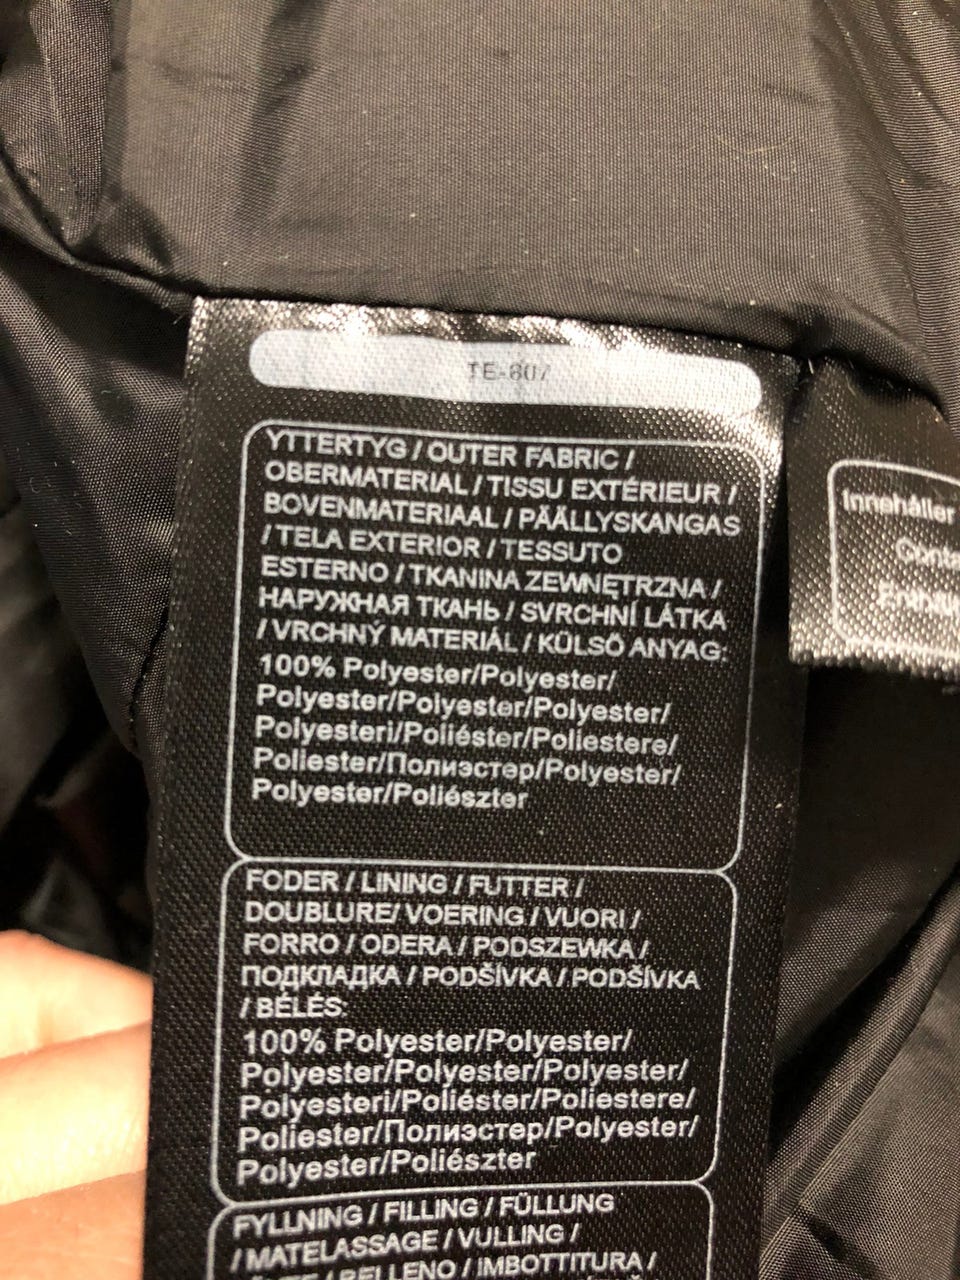 TE-607
YTTERTYG / OUTER FABRIC /
OBERMATERIAL / TISSU EXTÉRIEUR /
BOVENMATERIAAL / PÄÄLLYSKANGAS
/ TELA EXTERIOR / TESSUTO
ESTERNO / TKANINA ZEWNĘTRZNA /
НАРУЖНАЯ ТКАНЬ / SVRCHNÍ LÁTKA
/ VRCHNÝ MATERIÁL / KÜLSŐ ANYAG:
100% Polyester/Polyester/
Polyester/Polyester/Polyester/
Polyesteri/Poliéster/Poliestere/
Poliester/Полиэстер/Polyester/
Polyester/Poliészter
FODER / LINING / FUTTER /
DOUBLURE/ VOERING / VUORI /
FORRO / ODERA / PODSZEWKA /
ПОДКЛАДКА / PODŠÍVKA / PODŠÍVKA
/ BÉLÉS:
100% Polyester/Polyester/
Polyester/Polyester/Polyester/
Polyesteri/Poliéster/Poliestere/
Poliester/Полиэстер/Polyester/
Polyester/Poliészter
FYLLNING / FILLING / FÜLLUNG
/ MATELASSAGE / VULLING /
/ RELLENO / IMBOTTITURA /
Innehåller